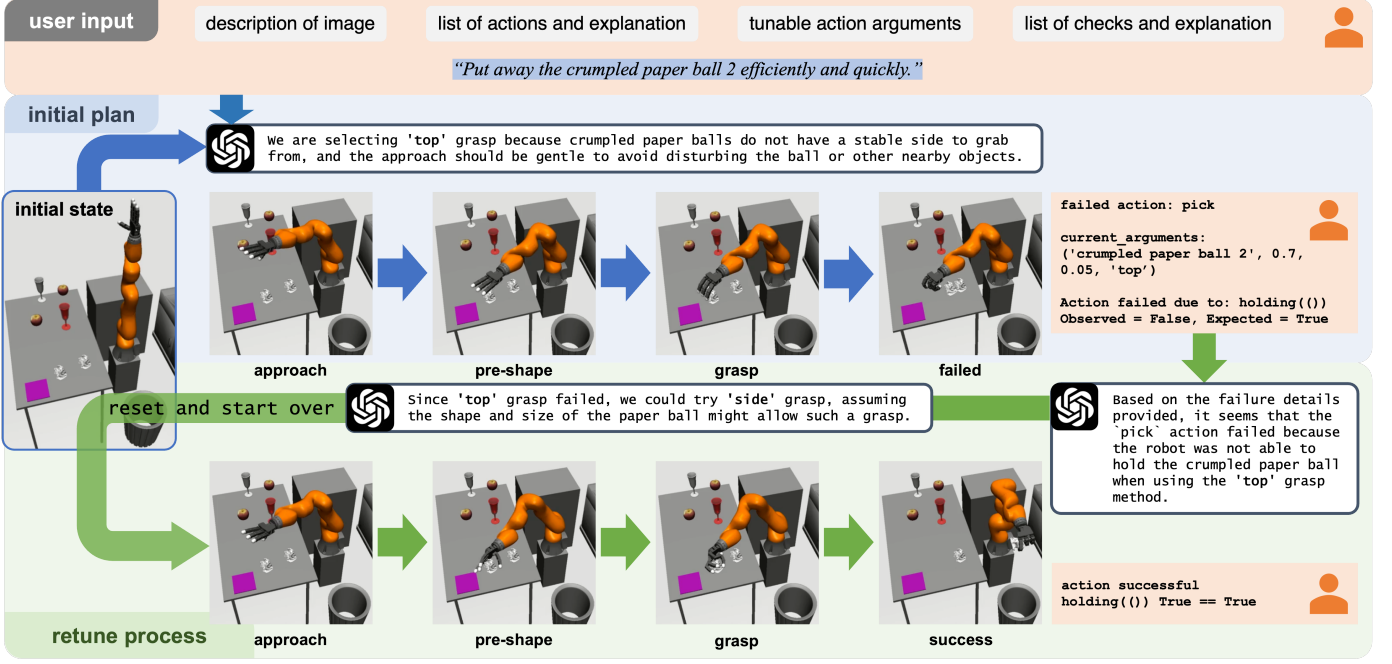 user input
description of image
list of actions and explanation
tunable action arguments
list of checks and explanation
“Put away the crumpled paper ball 2 efficiently and quickly.”
initial plan
We are selecting 'top' grasp because crumpled paper balls do not have a stable side to grab
from, and the approach should be gentle to avoid disturbing the ball or other nearby objects.
initial state
approach
pre-shape
grasp
failed
failed action: pick
current_arguments:
('crumpled paper ball 2', 0.7,
0.05, 'top’)
Action failed due to: holding(())
Observed = False, Expected = True
Based on the failure details
provided, it seems that the
`pick` action failed because
the robot was not able to
hold the crumpled paper ball
when using the 'top' grasp
method.
Since 'top' grasp failed, we could try 'side' grasp, assuming
the shape and size of the paper ball might allow such a grasp.
reset and start over
approach
pre-shape
grasp
success
action successful
holding(()) True == True
retune process